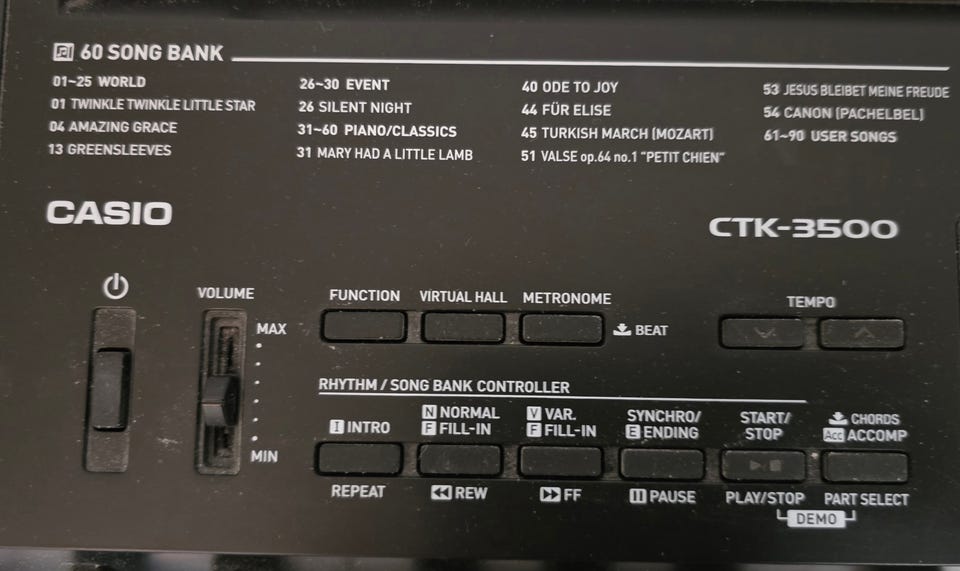 60 SONG BANK
01~25 WORLD
01 TWINKLE TWINKLE LITTLE STAR
04 AMAZING GRACE
13 GREENSLEEVES
26~30 EVENT
26 SILENT NIGHT
31~60 PIANO/CLASSICS
31 MARY HAD A LITTLE LAMB
40 ODE TO JOY
44 FÜR ELISE
45 TURKISH MARCH (MOZART)
51 VALSE op.64 no.1 "PETIT CHIEN"
53 JESUS BLEIBET MEINE FREUDE
54 CANON (PACHELBEL)
61~90 USER SONGS
CASIO
CTK-3500
VOLUME
MAX
MIN
FUNCTION
VIRTUAL HALL
METRONOME
BEAT
TEMPO
RHYTHM / SONG BANK CONTROLLER
I INTRO
N NORMAL
F FILL-IN
V VAR.
F FILL-IN
SYNCHRO/
E ENDING
START/
STOP
CHORDS
Acc ACCOMP
REPEAT
REW
FF
PAUSE
PLAY/STOP
PART SELECT
DEMO